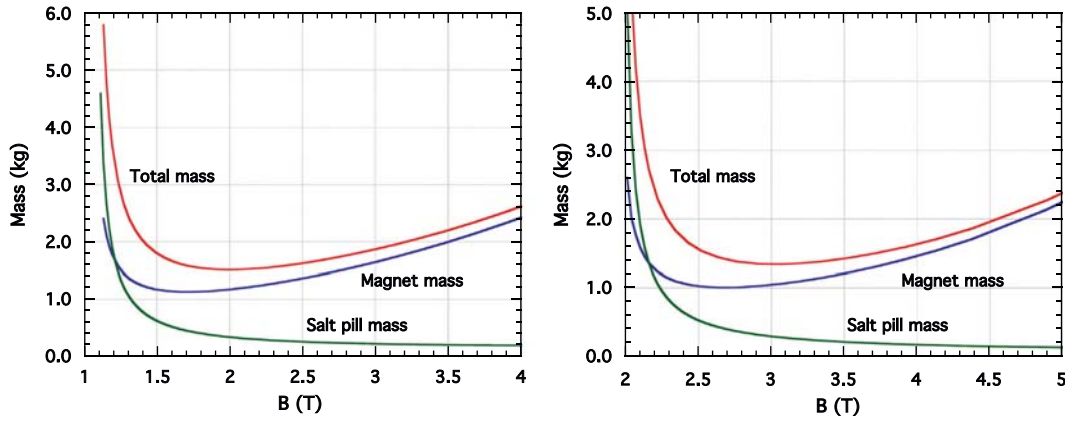 6.0
5.0
4.0
3.0
2.0
1.0
0.0
Mass (kg)
Total mass
Magnet mass
Salt pill mass
1 1.5 2 2.5 3 3.5 4
B (T)
5.0
4.0
3.0
2.0
1.0
0.0
Mass (kg)
Total mass
Magnet mass
Salt pill mass
2 2.5 3 3.5 4 4.5 5
B (T)